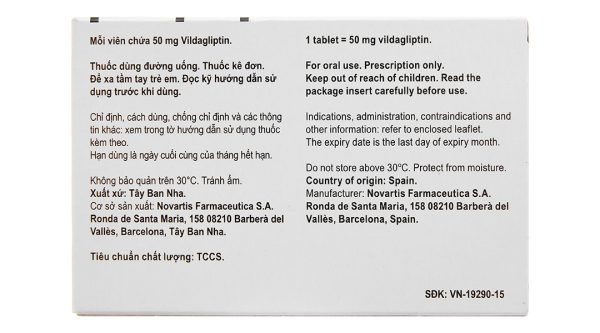 Mỗi viên chứa 50 mg Vildagliptin.
Thuốc dùng đường uống. Thuốc kê đơn.
Để xa tầm tay trẻ em. Đọc kỹ hướng dẫn sử
dụng trước khi dùng.
Chỉ định, cách dùng, chống chỉ định và các thông
tin khác: xem trong tờ hướng dẫn sử dụng thuốc
kèm theo.
Hạn dùng là ngày cuối cùng của tháng hết hạn.
Không bảo quản trên 30°C. Tránh ẩm.
Xuất xứ: Tây Ban Nha.
Cơ sở sản xuất: Novartis Farmaceutica S.A.
Ronda de Santa Maria, 158 08210 Barberà del
Vallès, Barcelona, Tây Ban Nha.
Tiêu chuẩn chất lượng: TCCS.
1 tablet = 50 mg vildagliptin.
For oral use. Prescription only.
Keep out of reach of children. Read the
package insert carefully before use.
Indications, administration, contraindications and
other information: refer to enclosed leaflet.
The expiry date is the last day of expiry month.
Do not store above 30°C. Protect from moisture.
Country of origin: Spain.
Manufacturer: Novartis Farmaceutica S.A.
Ronda de Santa Maria, 158 08210 Barberà del
Vallès, Barcelona, Spain.
SĐK: VN-19290-15